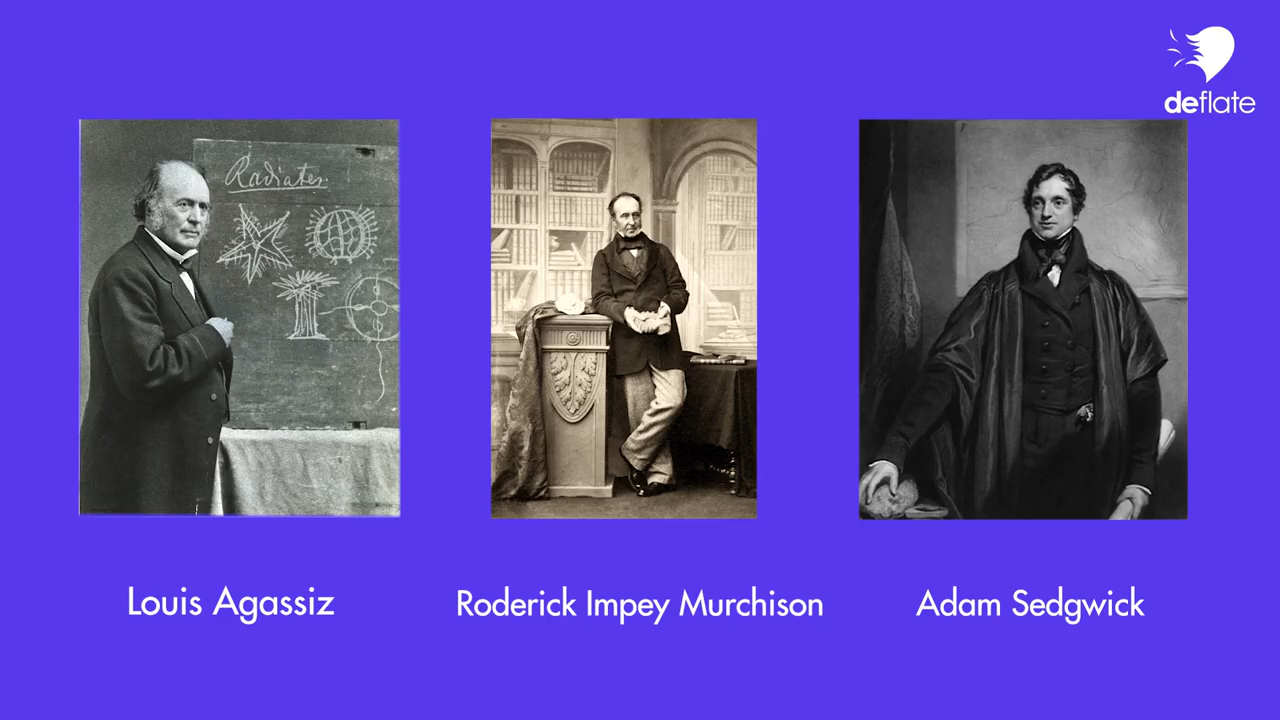 deflate
Radiates.
Louis Agassiz
Roderick Impey Murchison
Adam Sedgwick